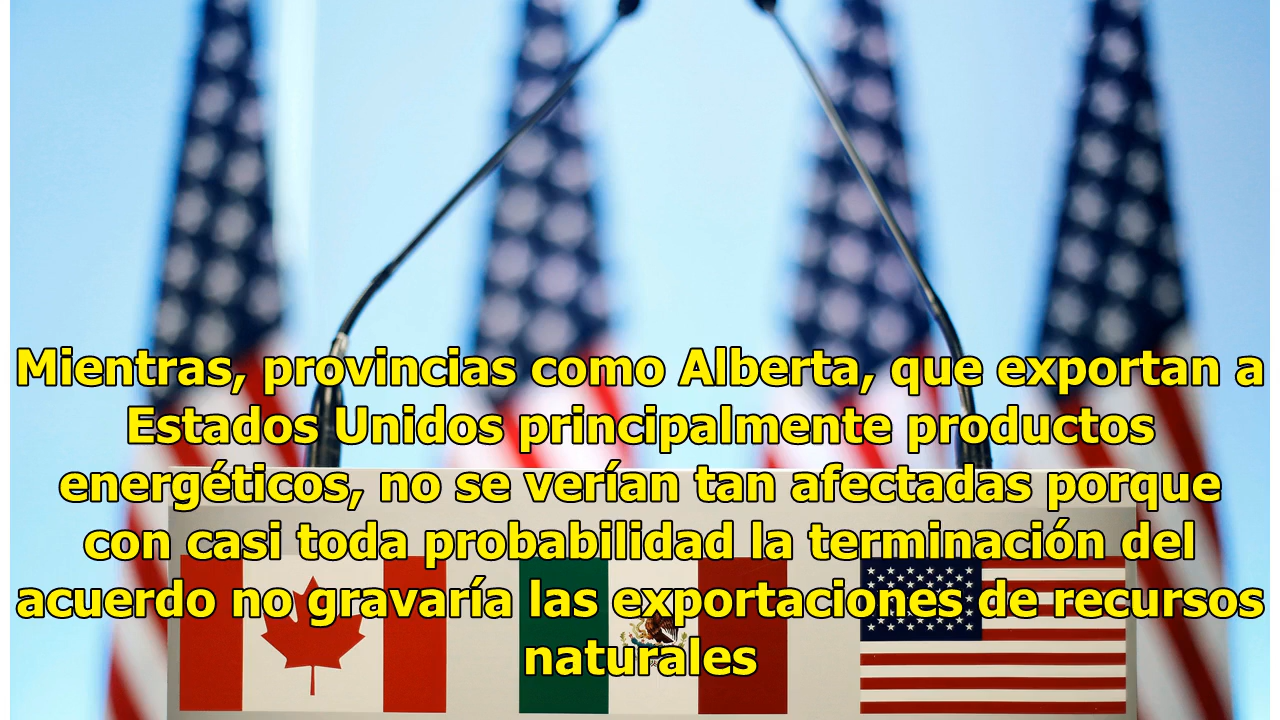 Mientras, provincias como Alberta, que exportan a
Estados Unidos principalmente productos
energéticos, no se verían tan afectadas porque
con casi toda probabilidad la terminación del
acuerdo no gravaría las exportaciones de recursos
naturales